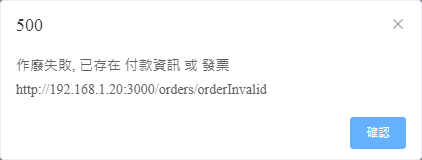 500
作廢失敗, 已存在 付款資訊 或 發票
http://192.168.1.20:3000/orders/orderInvalid
確認